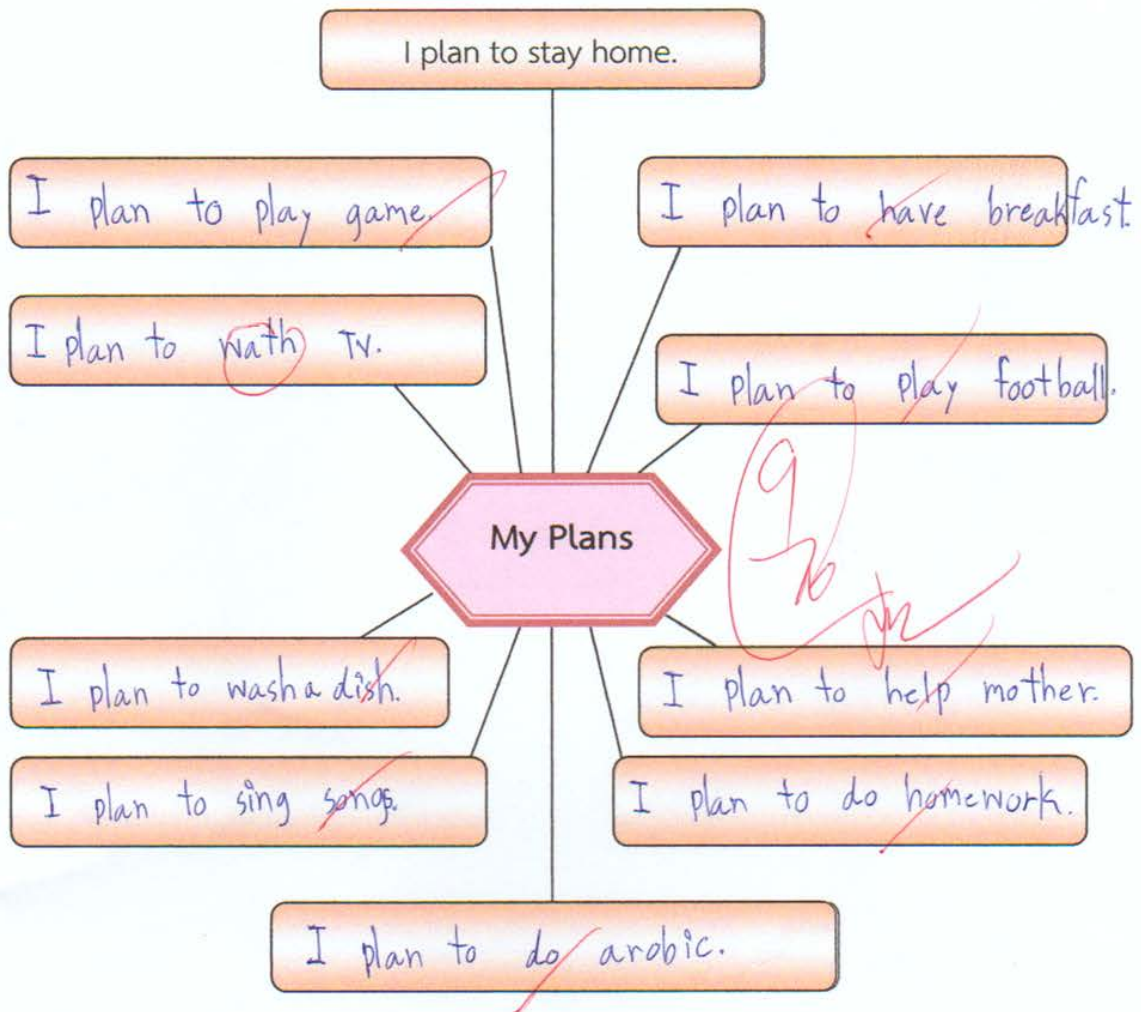 I plan to stay home.
I plan to play game.
I plan to have breakfast.
I plan to wath TV.
I plan to play football.
My Plans
9
10
I plan to wash a dish.
I plan to help mother.
I plan to sing songs.
I plan to do homework.
I plan to do arobic.